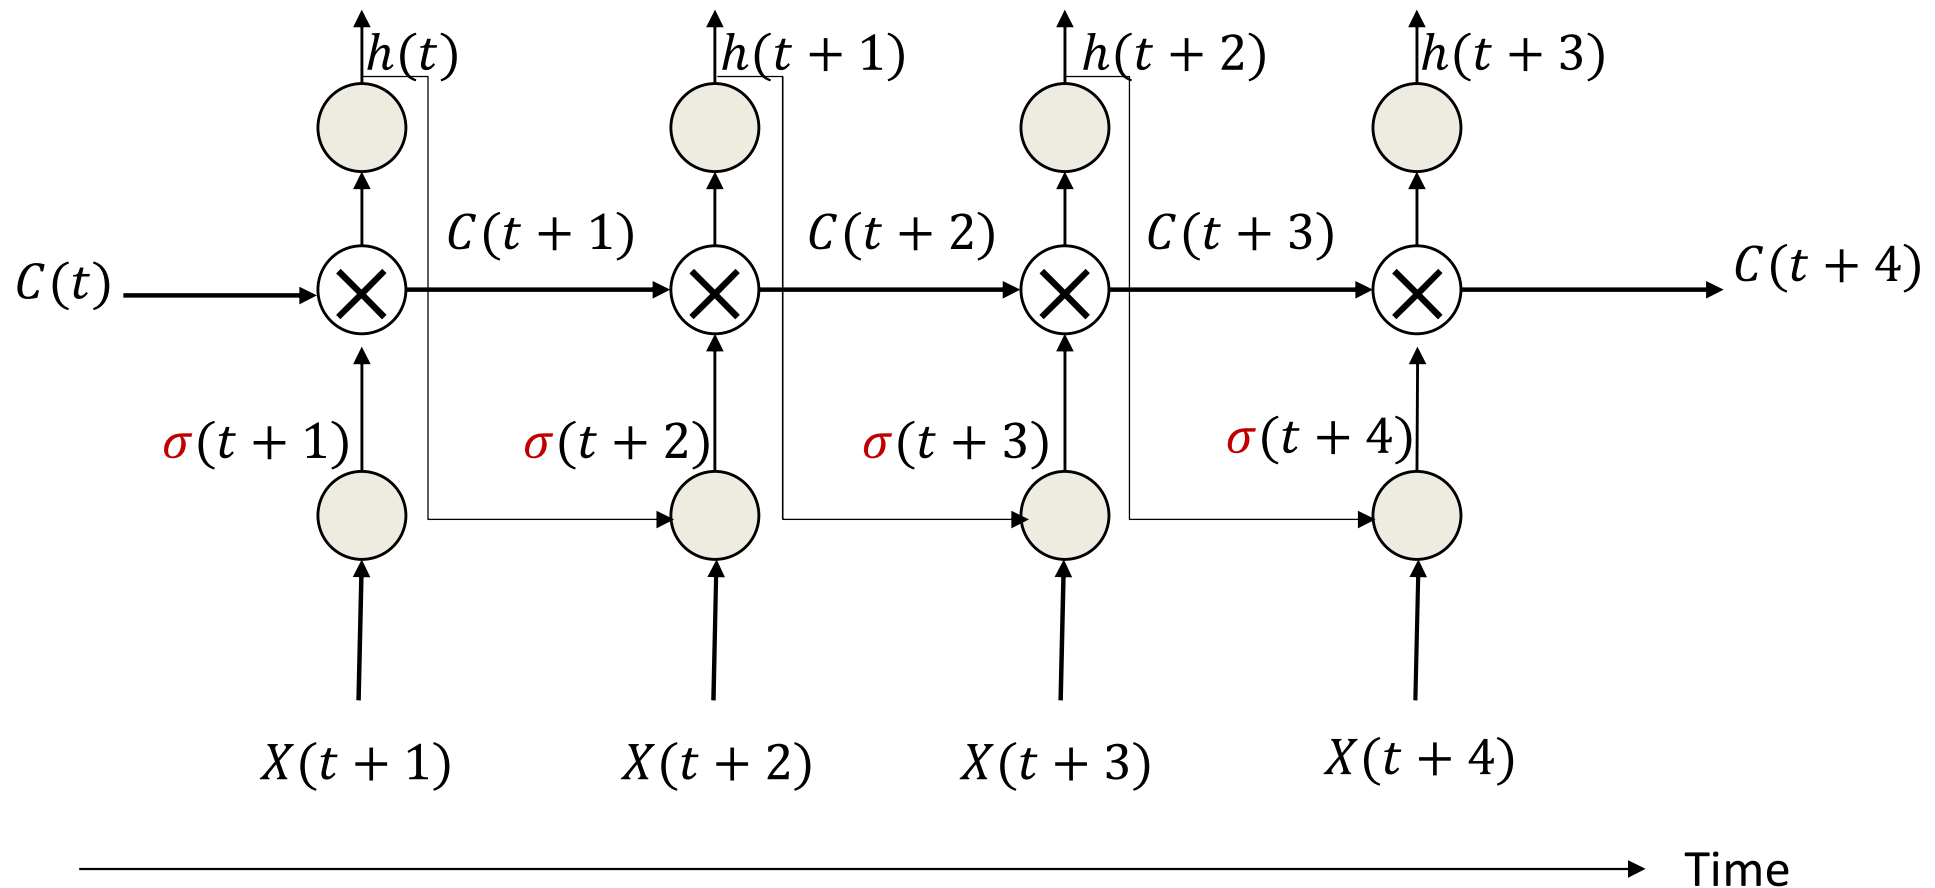 h(t) h(t + 1) h(t + 2) h(t + 3)
C(t + 1) C(t + 2) C(t + 3)
C(t) C(t + 4)
σ(t + 1) σ(t + 2) σ(t + 3) σ(t + 4)
X(t + 1) X(t + 2) X(t + 3) X(t + 4)
Time